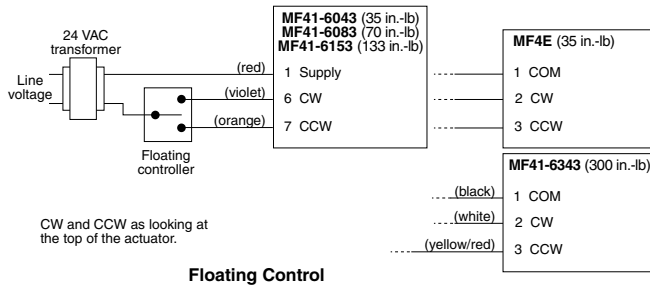 24 VAC
transformer
Line
voltage
(red)
(violet)
(orange)
Floating
controller
MF41-6043 (35 in.-lb)
MF41-6083 (70 in.-lb)
MF41-6153 (133 in.-lb)
1 Supply
6 CW
7 CCW
MF4E (35 in.-lb)
1 COM
2 CW
3 CCW
MF41-6343 (300 in.-lb)
(black)
1 COM
(white)
2 CW
(yellow/red)
3 CCW
CW and CCW as looking at
the top of the actuator.
Floating Control